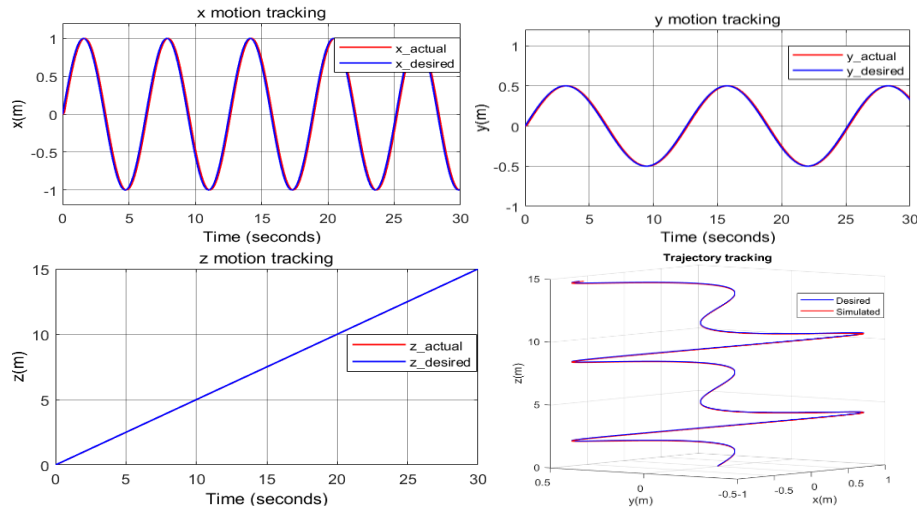 x motion tracking
1
0.5
0
-0.5
-1
x(m)
x_actual
x_desired
0 5 10 15 20 25 30
Time (seconds)
y motion tracking
1
0.5
0
-0.5
-1
y(m)
y_actual
y_desired
0 5 10 15 20 25 30
Time (seconds)
z motion tracking
15
10
5
0
z(m)
z_actual
z_desired
0 5 10 15 20 25 30
Time (seconds)
Trajectory tracking
15
10
5
0
z(m)
Desired
Simulated
0.5 0 -0.5
y(m)
-1 -0.5 0 0.5 1
x(m)